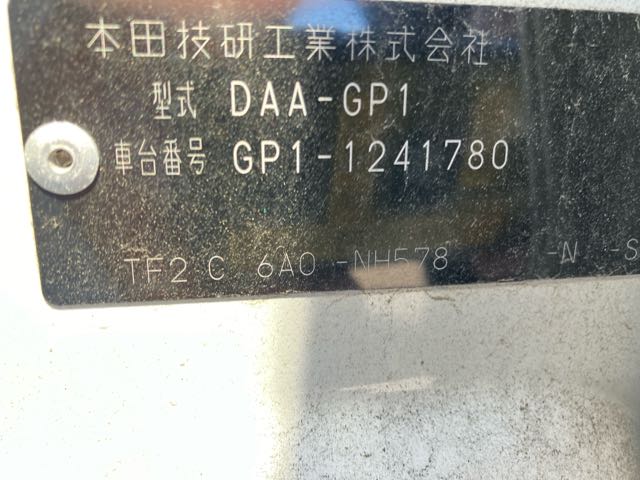 本田技研工業株式会社
型式 DAA-GP1
車台番号 GP1-1241780
TF2 C 6A0 -NH578 -N -S